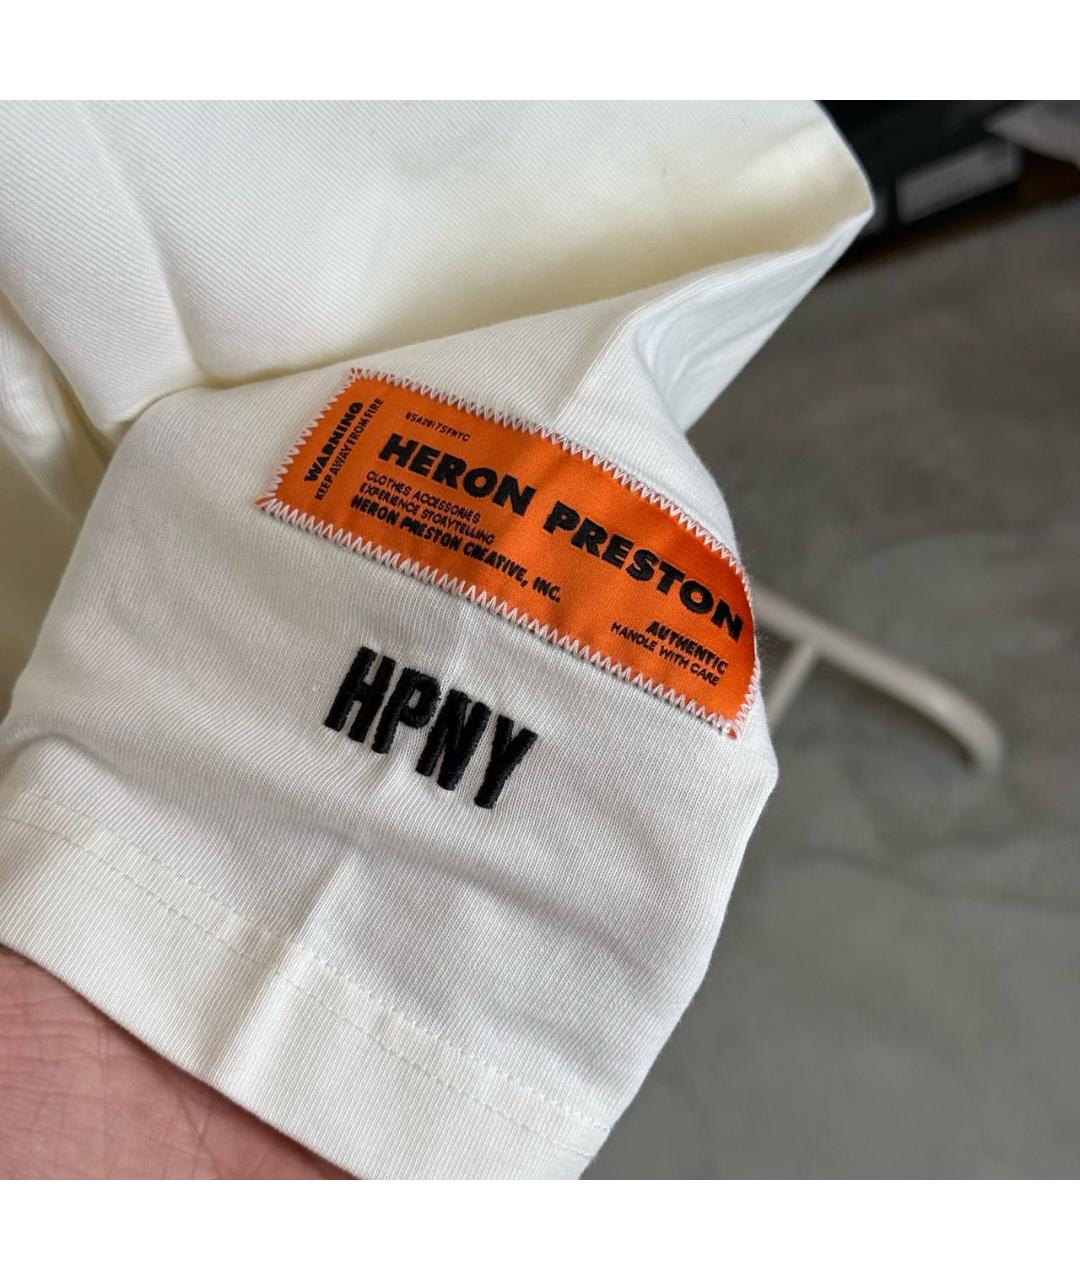 WARNING
KEEP AWAY FROM FIRE
USA2017SFNYC
HERON PRESTON
CLOTHES ACCESSORIES
EXPERIENCE STORYTELLING
HERON PRESTON CREATIVE, INC.
AUTHENTIC
HANDLE WITH CARE
HPNY